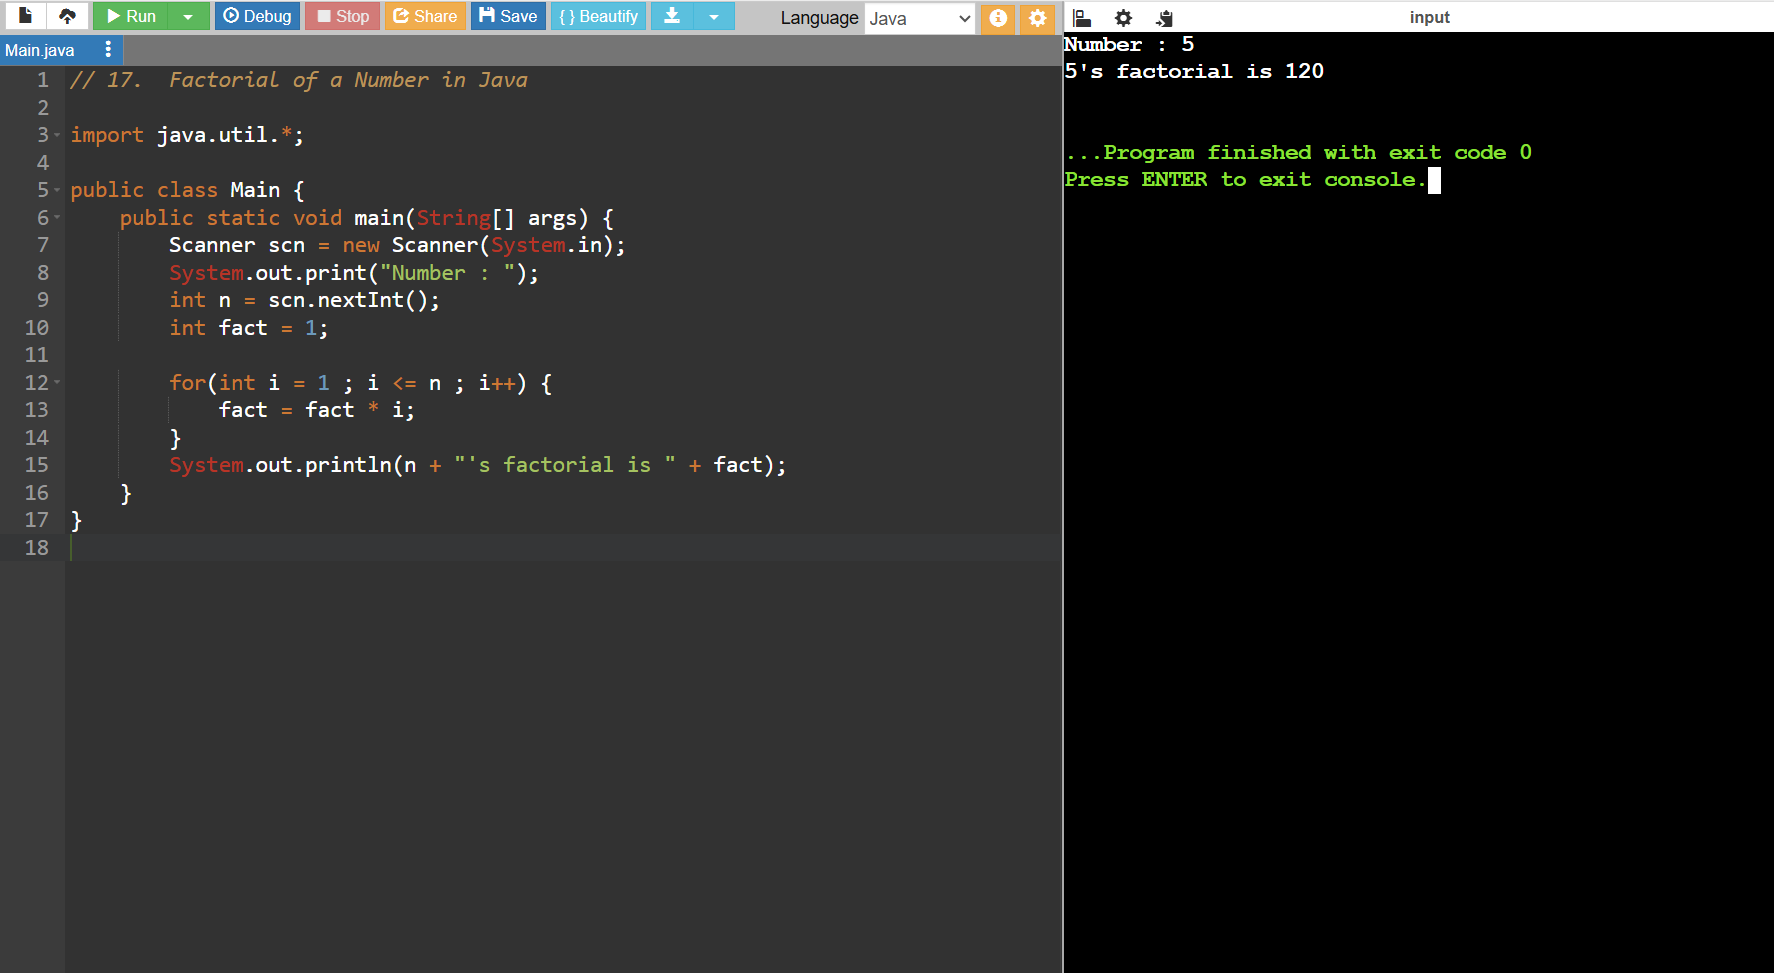 Run Debug Stop Share Save { } Beautify Language Java
Main.java
1 // 17.  Factorial of a Number in Java
2
3 import java.util.*;
4
5 public class Main {
6     public static void main(String[] args) {
7         Scanner scn = new Scanner(System.in);
8         System.out.print("Number : ");
9         int n = scn.nextInt();
10         int fact = 1;
11
12         for(int i = 1 ; i <= n ; i++) {
13             fact = fact * i;
14         }
15         System.out.println(n + "'s factorial is " + fact);
16     }
17 }
18
input
Number : 5
5's factorial is 120
...Program finished with exit code 0
Press ENTER to exit console.